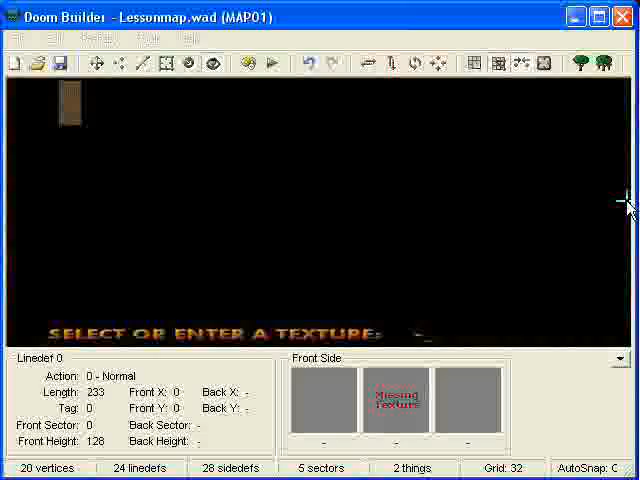 Doom Builder - Lessonmap.wad (MAP01)
SELECT OR ENTER A TEXTURE: -_
Linedef 0
Action: 0 - Normal
Length: 233 Front X: 0 Back X: -
Tag: 0 Front Y: 0 Back Y: -
Front Sector: 0 Back Sector: -
Front Height: 128 Back Height: -
Front Side
Missing
Texture
- - -
20 vertices 24 linedefs 28 sidedefs 5 sectors 2 things Grid: 32 AutoSnap: C